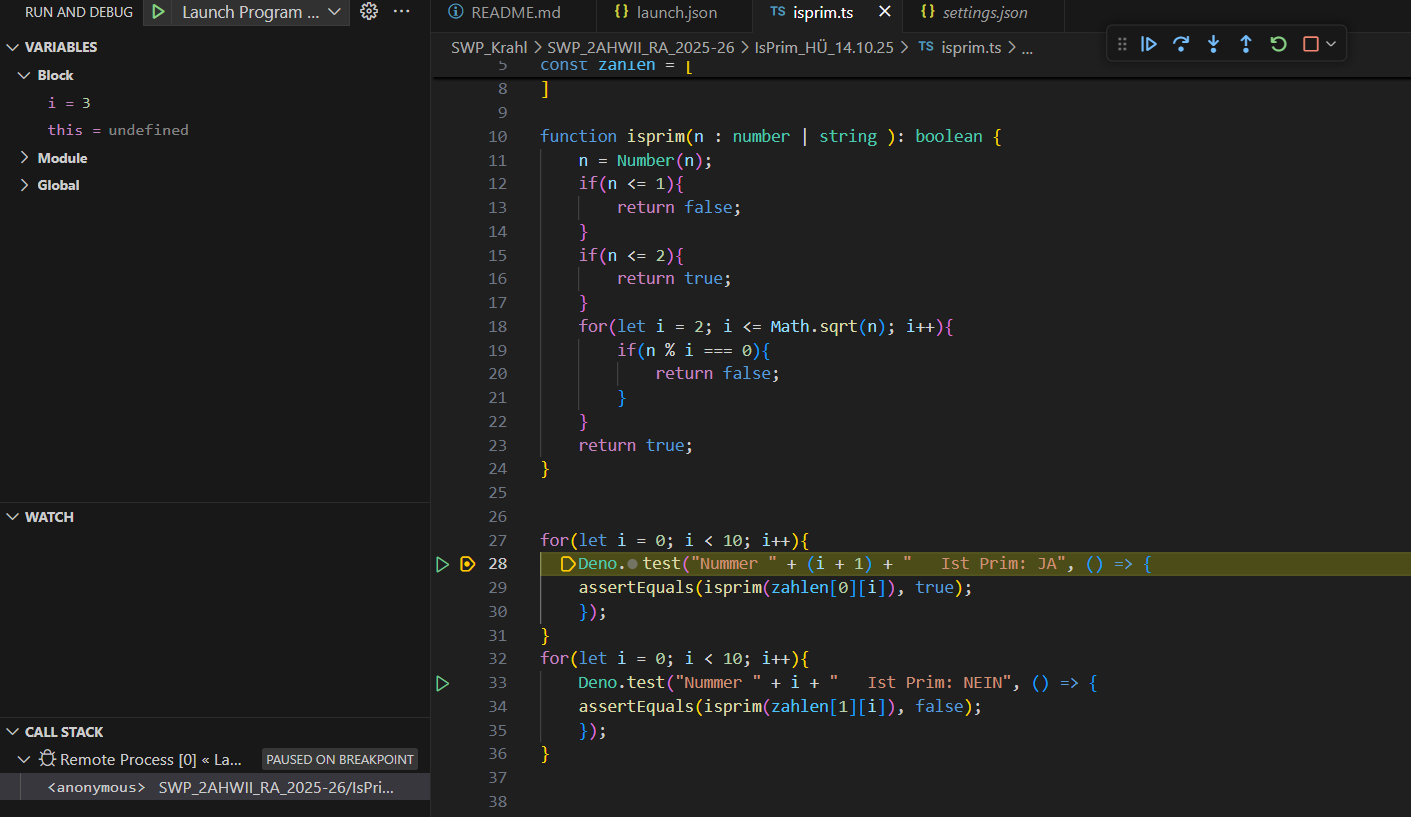 RUN AND DEBUG Launch Program ...
README.md launch.json TS isprim.ts settings.json
SWP_Krahl > SWP_2AHWII_RA_2025-26 > IsPrim_HÜ_14.10.25 > TS isprim.ts > ...
VARIABLES
Block
i = 3
this = undefined
Module
Global
WATCH
CALL STACK
Remote Process [0] « La... PAUSED ON BREAKPOINT
<anonymous> SWP_2AHWII_RA_2025-26/IsPri...
5 const zahlen = [
8 ]
9
10 function isprim(n : number | string ): boolean {
11 n = Number(n);
12 if(n <= 1){
13 return false;
14 }
15 if(n <= 2){
16 return true;
17 }
18 for(let i = 2; i <= Math.sqrt(n); i++){
19 if(n % i === 0){
20 return false;
21 }
22 }
23 return true;
24 }
25
26
27 for(let i = 0; i < 10; i++){
28 Deno.test("Nummer " + (i + 1) + "   Ist Prim: JA", () => {
29 assertEquals(isprim(zahlen[0][i]), true);
30 });
31 }
32 for(let i = 0; i < 10; i++){
33 Deno.test("Nummer " + i + "   Ist Prim: NEIN", () => {
34 assertEquals(isprim(zahlen[1][i]), false);
35 });
36 }
37
38